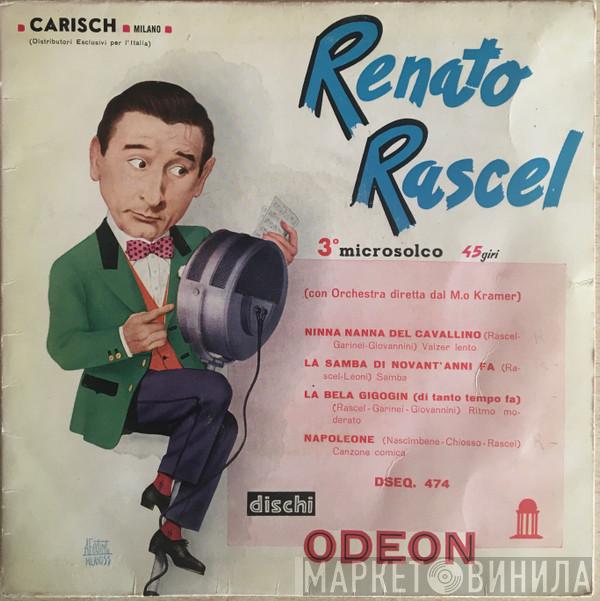 CARISCH MILANO
(Distributori Esclusivi per l'Italia)
Renato
Rascel
3° microsolco 45 giri
(con Orchestra diretta dal M.o Kramer)
NINNA NANNA DEL CAVALLINO (Rascel-
Garinei-Giovannini) Valzer lento
LA SAMBA DI NOVANT'ANNI FA (Ra-
scel-Leoni) Samba
LA BELA GIGOGIN (di tanto tempo fa)
(Rascel-Garinei-Giovannini) Ritmo mo-
derato
NAPOLEONE (Nascimbene-Chiosso-Rascel)
Canzone comica
DSEQ. 474
dischi
ODEON
МАРКЕТ ВИНИЛА